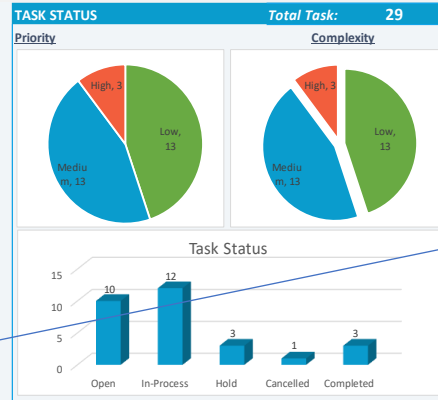 TASK STATUS Total Task: 29
Priority Complexity
High, 3
Low,
13
Mediu
m, 13
High, 3
Low,
13
Mediu
m, 13
Task Status
15
10
5
0
10
12
3
1
3
Open In-Process Hold Cancelled Completed